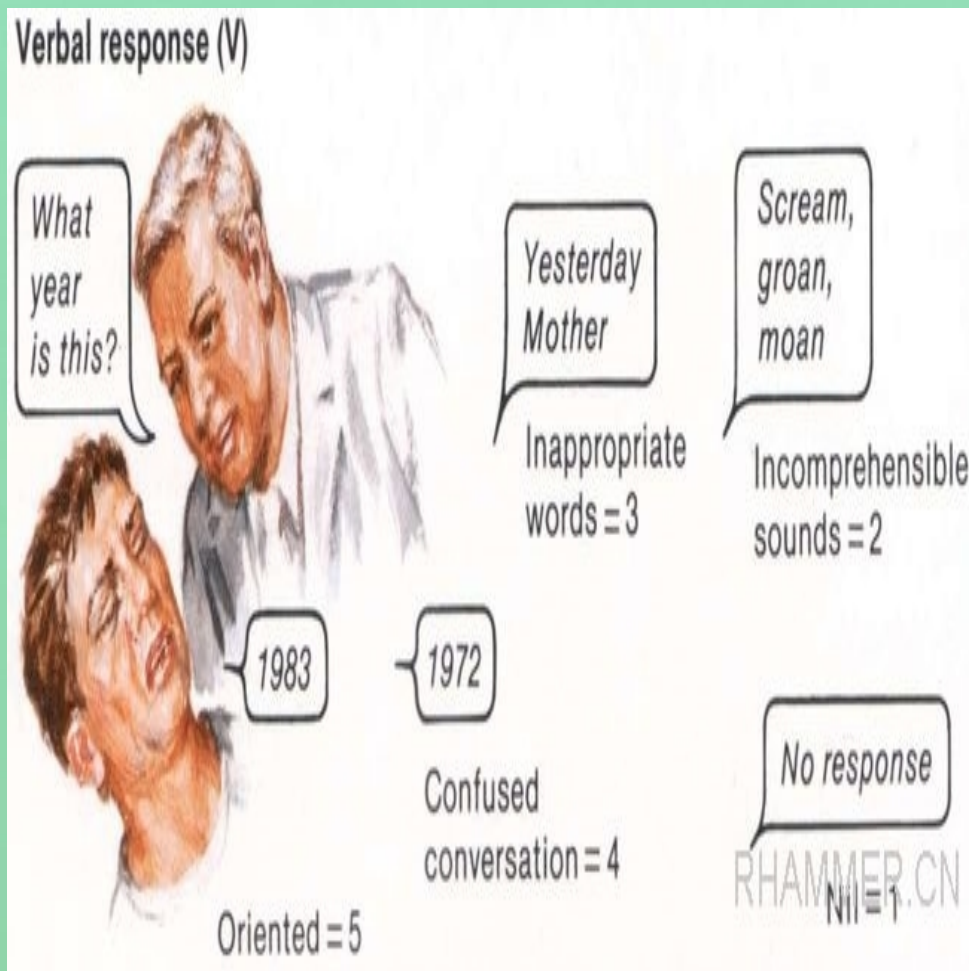 Verbal response (V)
What
year
is this?
Yesterday
Mother
Inappropriate
words = 3
Scream,
groan,
moan
Incomprehensible
sounds = 2
1983
Oriented = 5
1972
Confused
conversation = 4
No response
Nil = 1
RHAMMER.CN